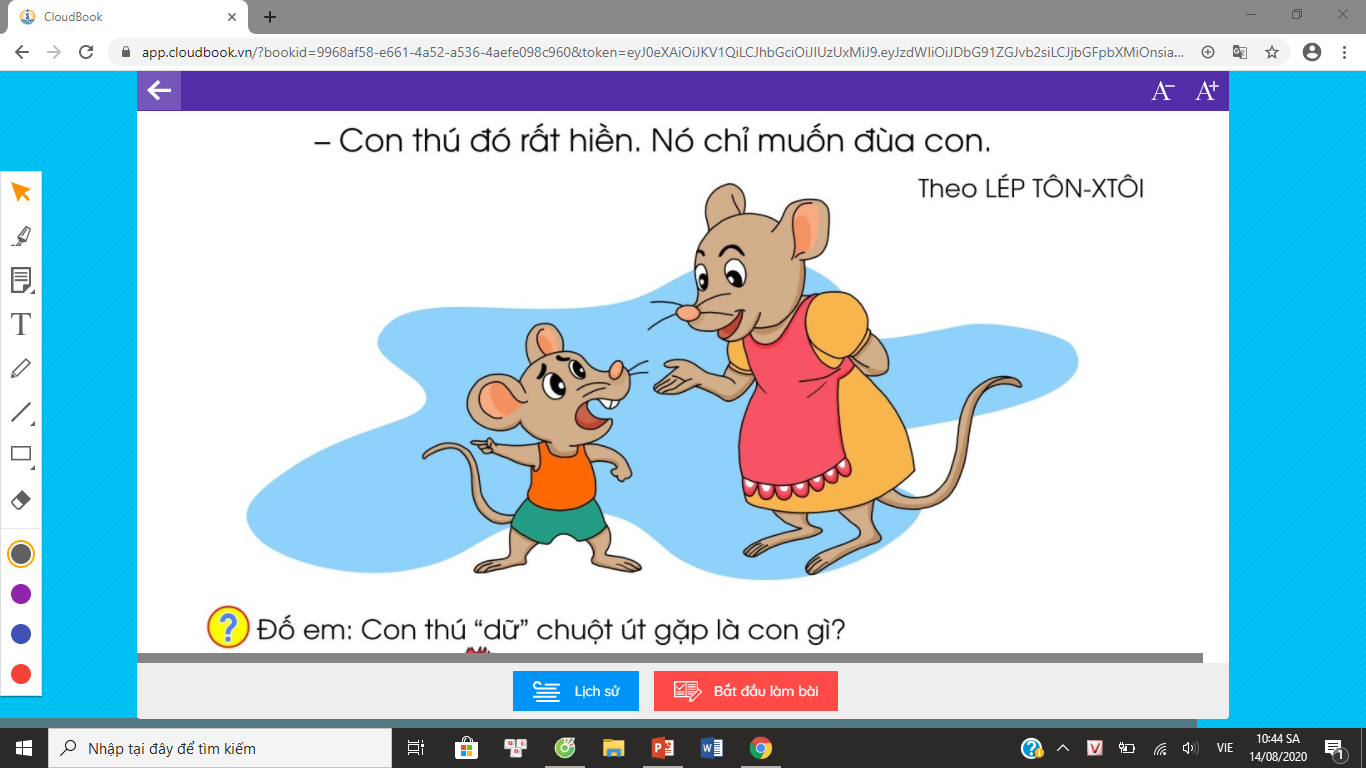 CloudBook
app.cloudbook.vn/?bookid=9968af58-e661-4a52-a536-4aefe098c960&token=eyJ0eXAiOiJKV1QiLCJhbGciOiJIUzUxMiJ9.eyJzdWIiOiJDbG91ZGJvb2siLCJjbGFpbXMiOnsia...
A− A+
– Con thú đó rất hiền. Nó chỉ muốn đùa con.
Theo LÉP TÔN-XTÔI
T
? Đố em: Con thú “dữ” chuột út gặp là con gì?
Lịch sử Bắt đầu làm bài
Nhập tại đây để tìm kiếm
VIE
10:44 SA
14/08/2020
1